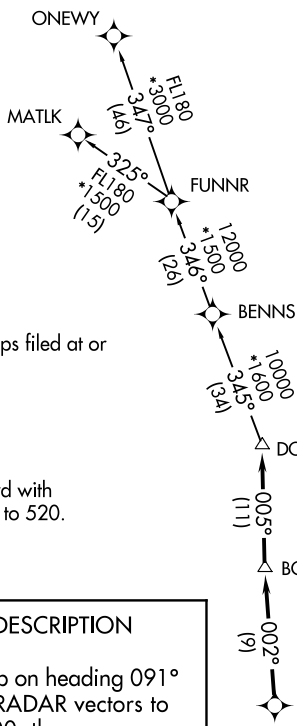 ONEWY
FL180
*3000
347°
(46)
MATLK
325°
FL180
*1500
(15)
FUNNR
12000
*1500
346°
(26)
BENNS
ps filed at or
10000
*1600
345°
(34)
DO
d with
to 520.
005°
(11)
BO
DESCRIPTION
002°
(9)
p on heading 091°
RADAR vectors to